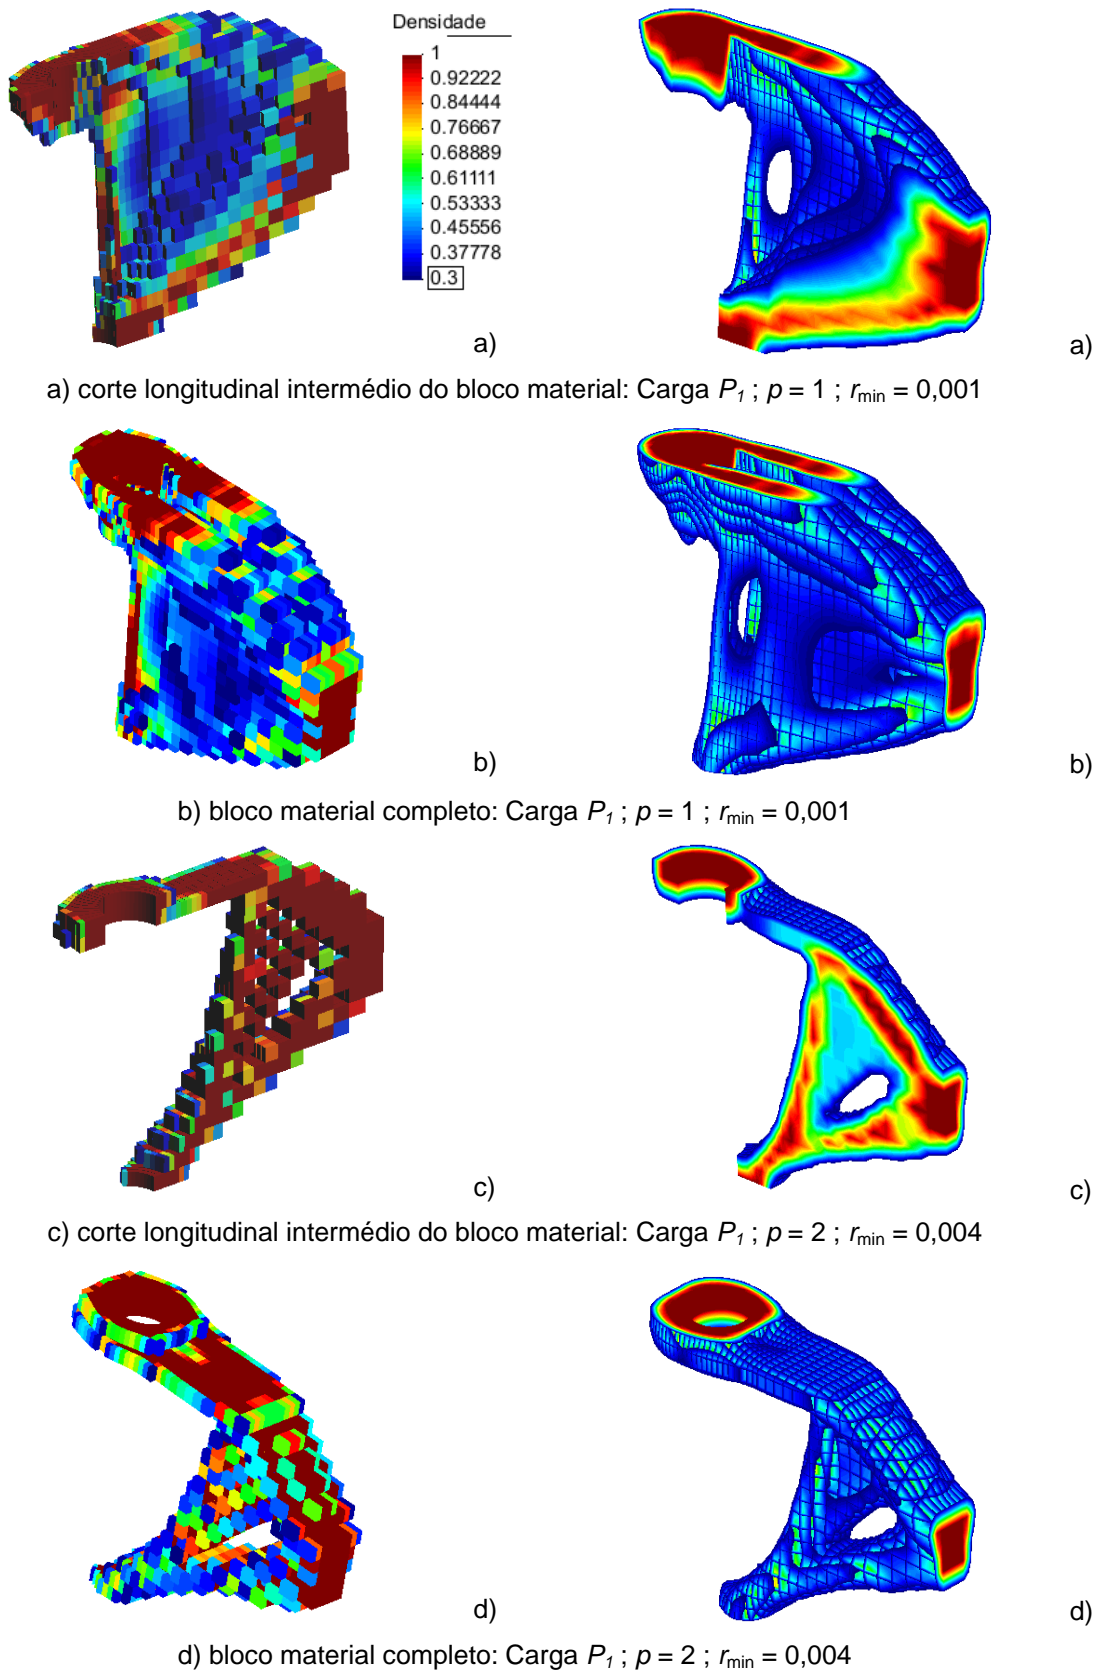 Densidade
1
0.92222
0.84444
0.76667
0.68889
0.61111
0.53333
0.45556
0.37778
0.3
a)
a)
a) corte longitudinal intermédio do bloco material: Carga P1 ; p = 1 ; rmin = 0,001
b)
b)
b) bloco material completo: Carga P1 ; p = 1 ; rmin = 0,001
c)
c)
c) corte longitudinal intermédio do bloco material: Carga P1 ; p = 2 ; rmin = 0,004
d)
d)
d) bloco material completo: Carga P1 ; p = 2 ; rmin = 0,004